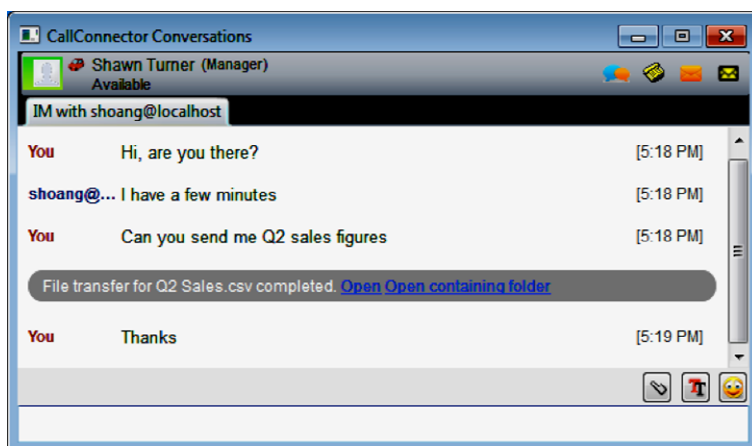 CallConnector Conversations
Shawn Turner (Manager)
Available
IM with shoang@localhost
You Hi, are you there? [5:18 PM]
shoang@... I have a few minutes [5:18 PM]
You Can you send me Q2 sales figures [5:18 PM]
File transfer for Q2 Sales.csv completed. Open Open containing folder
You Thanks [5:19 PM]
TT